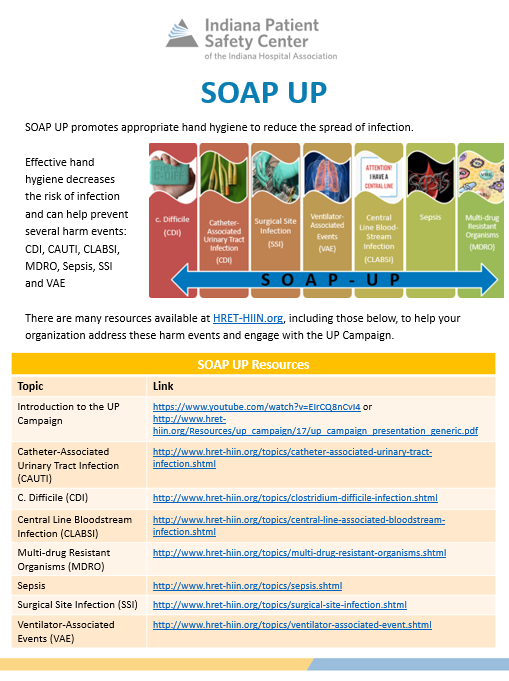 Indiana Patient
Safety Center
of the Indiana Hospital Association
SOAP UP
SOAP UP promotes appropriate hand hygiene to reduce the spread of infection.
Effective hand
hygiene decreases
the risk of infection
and can help prevent
several harm events:
CDI, CAUTI, CLABSI,
MDRO, Sepsis, SSI
and VAE
c. Difficile
(CDI)
Catheter-
Associated
Urinary Tract
Infection
(CDI)
Surgical Site
Infection
(SSI)
Ventilator-
Associated
Events
(VAE)
ATTENTION!
I HAVE A
CENTRAL LINE
Central
Line Blood-
Stream
Infection
(CLABSI)
Sepsis
Multi-drug
Resistant
Organisms
(MDRO)
S O A P - U P
There are many resources available at HRET-HIIN.org, including those below, to help your
organization address these harm events and engage with the UP Campaign.
SOAP UP Resources
Topic Link
Introduction to the UP
Campaign
https://www.youtube.com/watch?v=EIrCQ8nCvI4 or
http://www.hret-
hiin.org/Resources/up_campaign/17/up_campaign_presentation_generic.pdf
Catheter-Associated
Urinary Tract Infection
(CAUTI)
http://www.hret-hiin.org/topics/catheter-associated-urinary-tract-
infection.shtml
C. Difficile (CDI) http://www.hret-hiin.org/topics/clostridium-difficile-infection.shtml
Central Line Bloodstream
Infection (CLABSI)
http://www.hret-hiin.org/topics/central-line-associated-bloodstream-
infection.shtml
Multi-drug Resistant
Organisms (MDRO)
http://www.hret-hiin.org/topics/multi-drug-resistant-organisms.shtml
Sepsis http://www.hret-hiin.org/topics/sepsis.shtml
Surgical Site Infection (SSI) http://www.hret-hiin.org/topics/surgical-site-infection.shtml
Ventilator-Associated
Events (VAE)
http://www.hret-hiin.org/topics/ventilator-associated-event.shtml